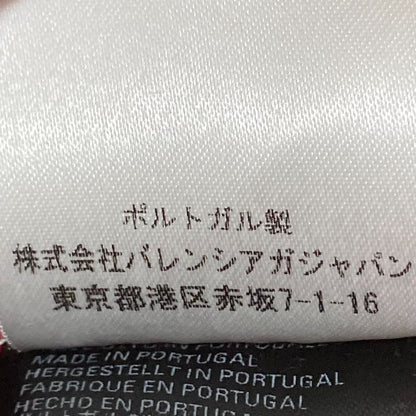 ポルトガル製
株式会社バレンシアガジャパン
東京都港区赤坂7-1-16
MADE IN PORTUGAL
HERGESTELLT IN PORTUGAL
FABRIQUE EN PORTUGAL
HECHO EN PORTUGAL